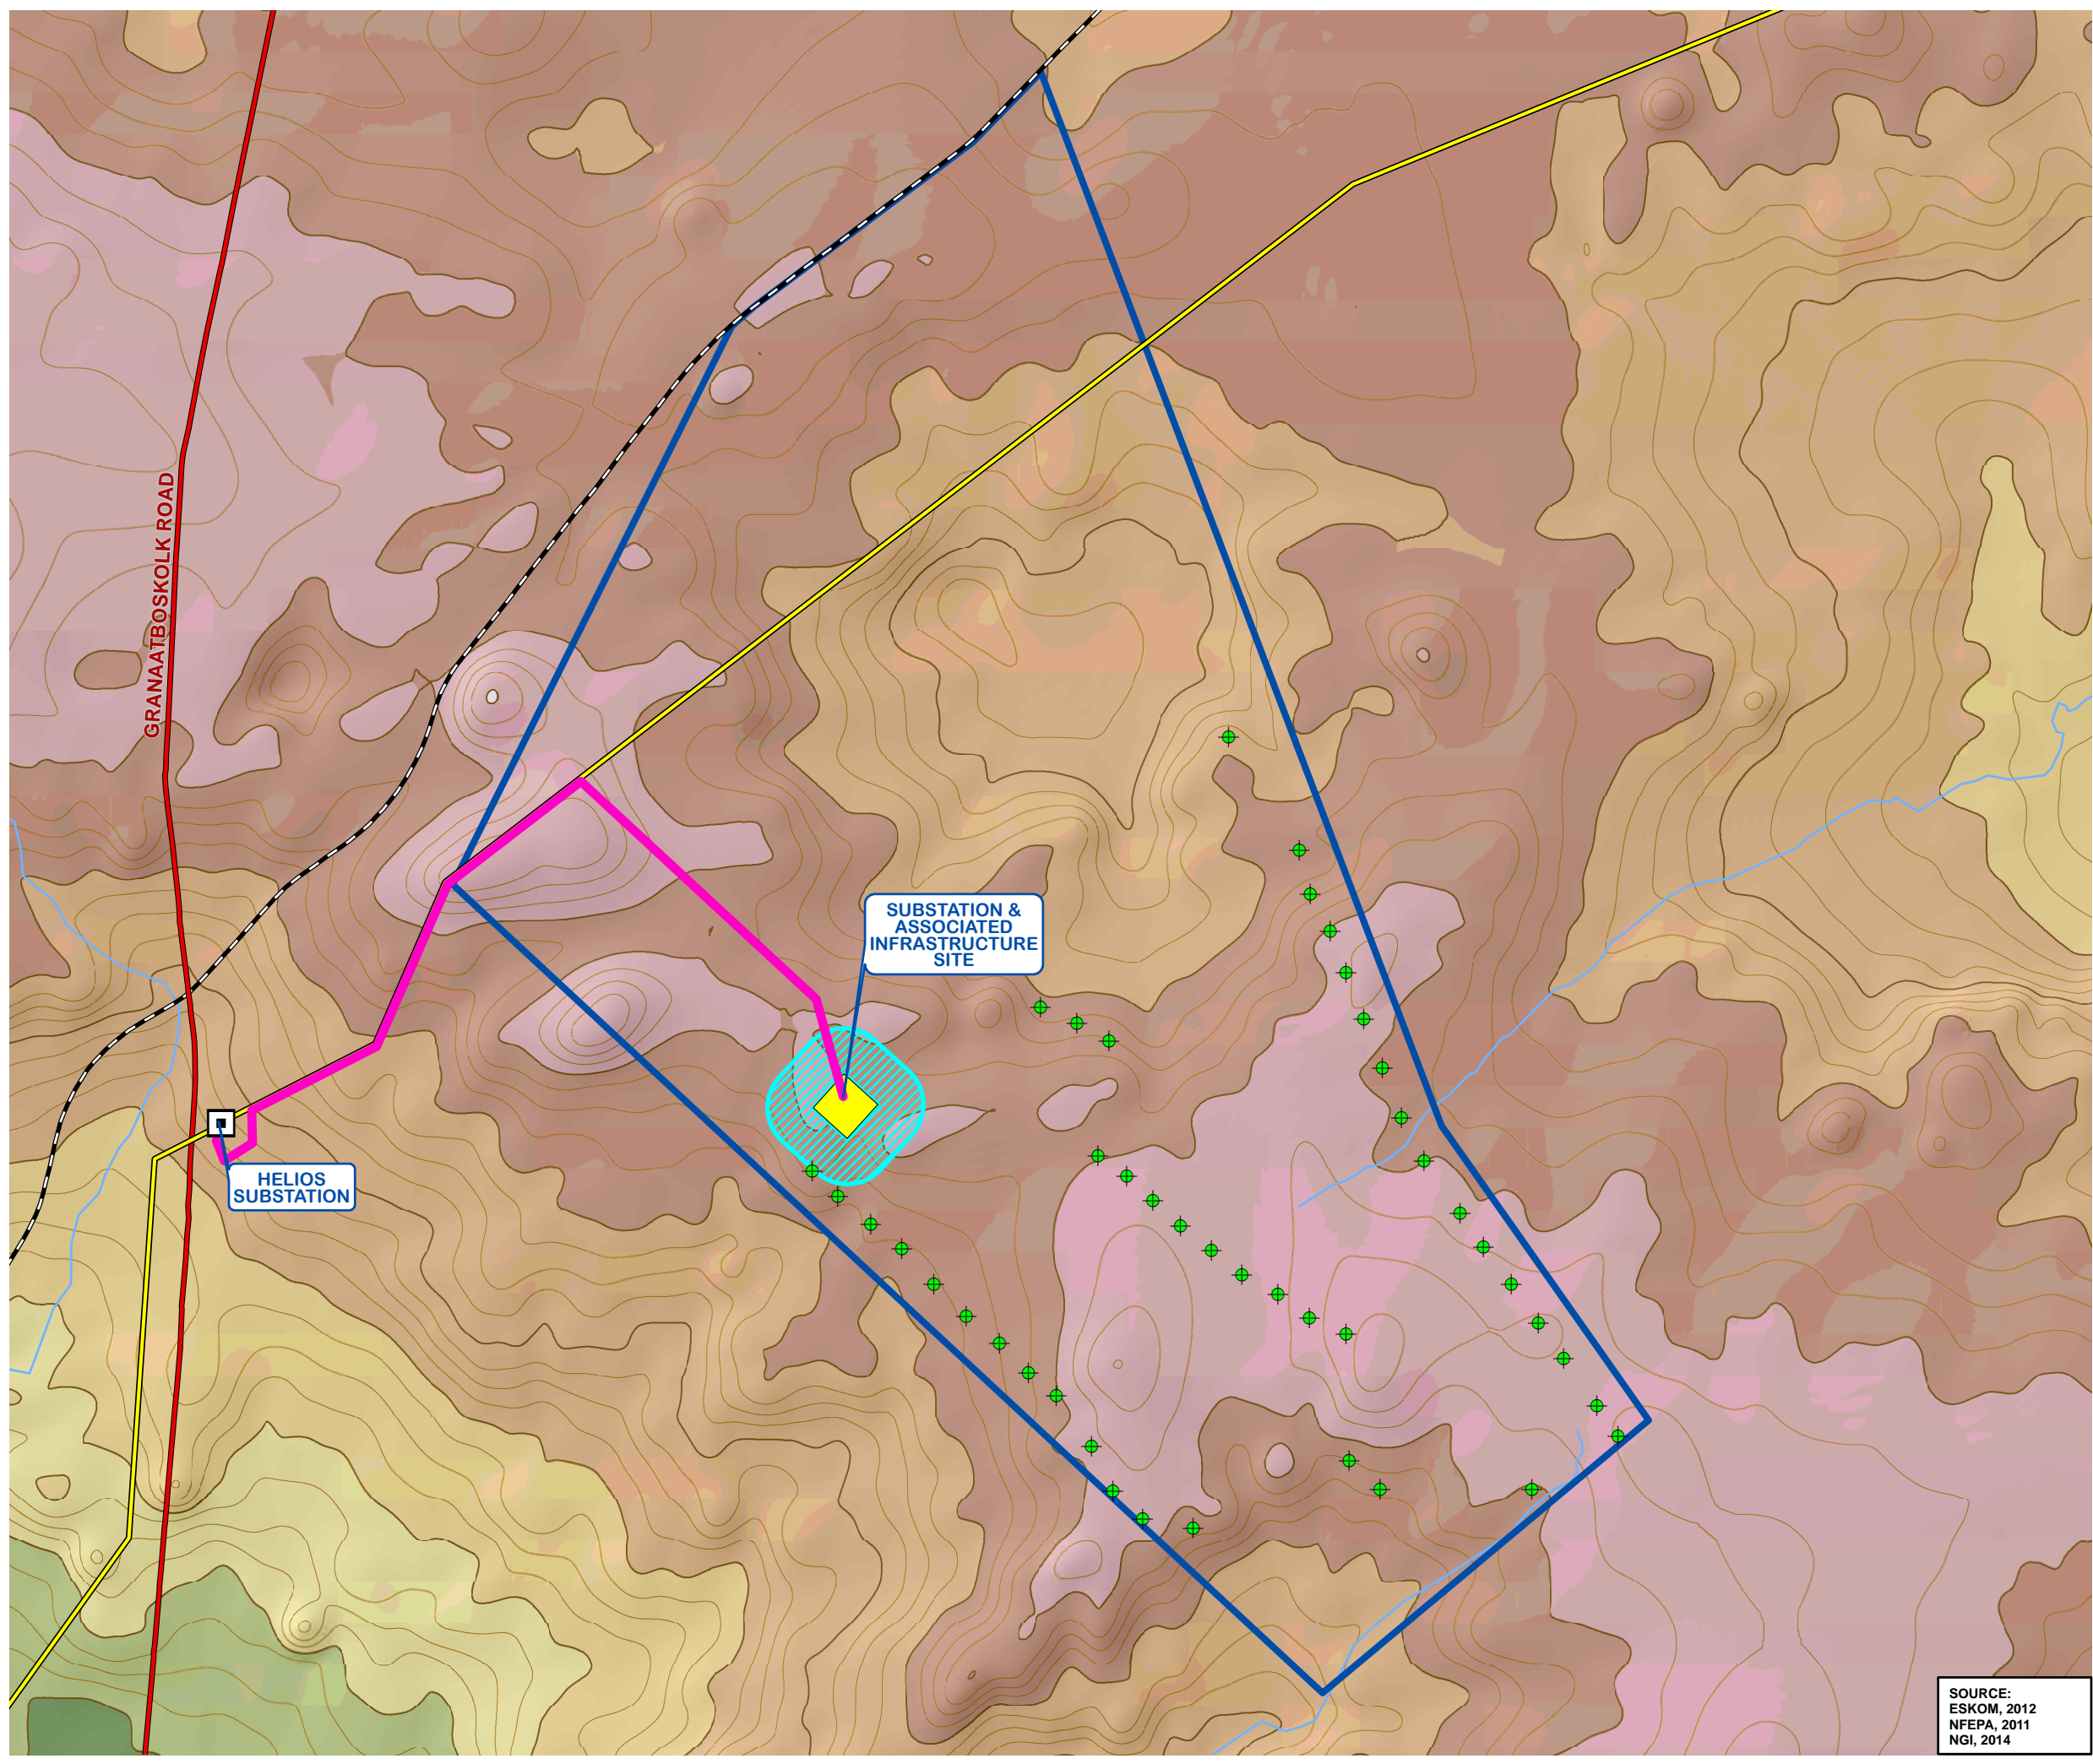 GRANAATBOSKOLK ROAD
SUBSTATION &
ASSOCIATED
INFRASTRUCTURE
SITE
HELIOS
SUBSTATION
SOURCE:
ESKOM, 2012
NFEPA, 2011
NGI, 2014